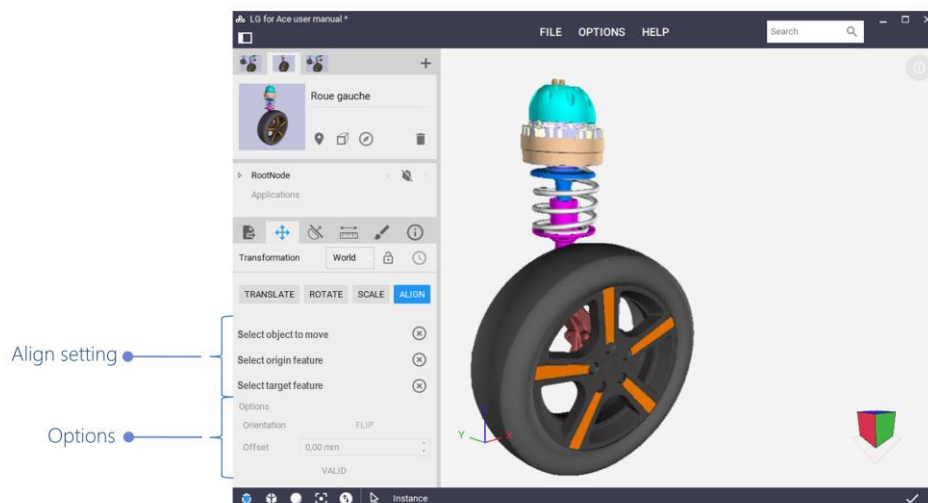 LG for Ace user manual *
FILE OPTIONS HELP
Search
Roue gauche
RootNode
Applications
Transformation World
TRANSLATE ROTATE SCALE ALIGN
Align setting
Select object to move
Select origin feature
Select target feature
Options
Options
Orientation FLIP
Offset 0,00 mm
VALID
Y X
Instance